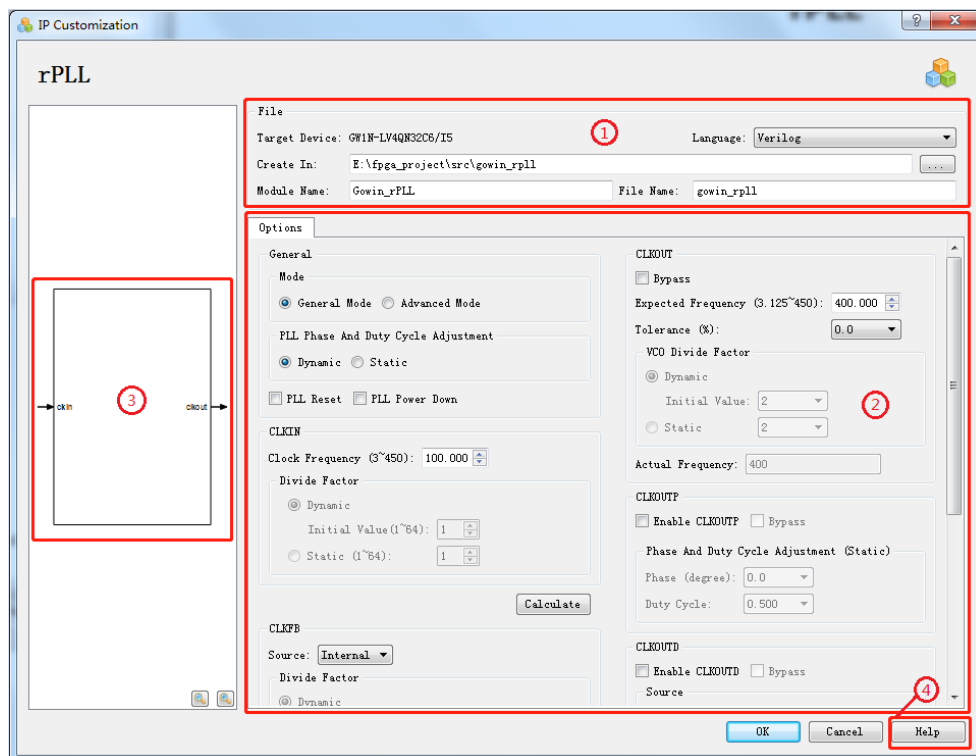 IP Customization
rPLL
File
Target Device: GW1N-LV4QN32C6/I5
Language: Verilog
Create In: E:\fpga_project\src\gowin_rpll ...
Module Name: Gowin_rPLL File Name: gowin_rpll
1
Options
General
Mode
General Mode Advanced Mode
PLL Phase And Duty Cycle Adjustment
Dynamic Static
PLL Reset PLL Power Down
CLKIN
Clock Frequency (3~450): 100.000
Divide Factor
Dynamic
Initial Value(1~64): 1
Static (1~64): 1
Calculate
CLKFB
Source: Internal
Divide Factor
Dynamic
CLKOUT
Bypass
Expected Frequency (3.125~450): 400.000
Tolerance (%): 0.0
VCO Divide Factor
Dynamic
Initial Value: 2
Static 2
2
Actual Frequency: 400
CLKOUTP
Enable CLKOUTP Bypass
Phase And Duty Cycle Adjustment (Static)
Phase (degree): 0.0
Duty Cycle: 0.500
CLKOUTD
Enable CLKOUTD Bypass
Source
clkin 3 clkout
4
OK Cancel Help